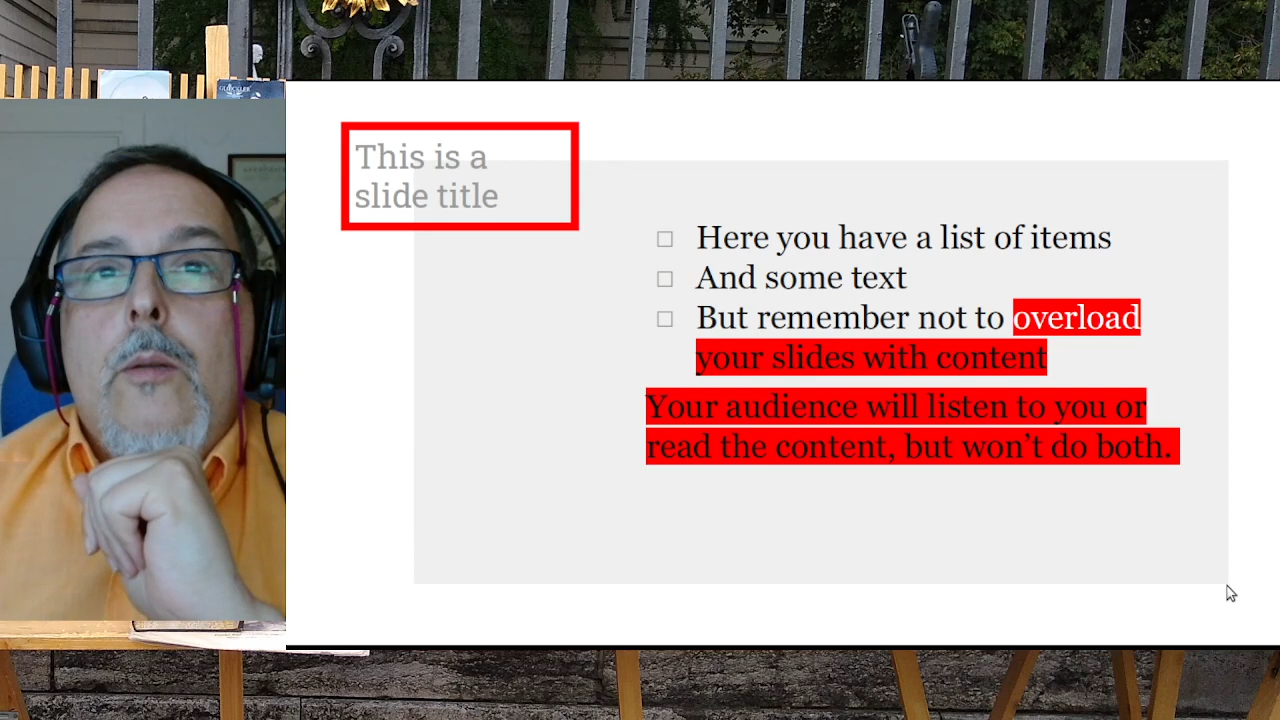 This is a
slide title
Here you have a list of items
And some text
But remember not to overload
your slides with content
Your audience will listen to you or
read the content, but won’t do both.